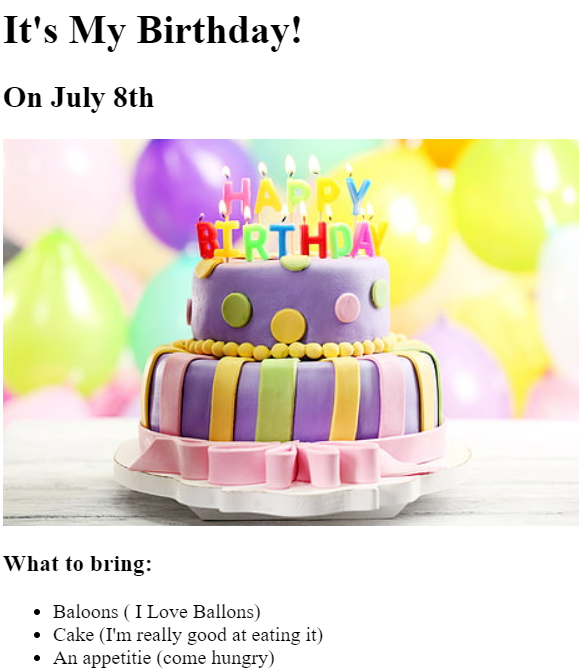 It's My Birthday!
On July 8th
HAPPY
BIRTHDAY
What to bring:
Baloons ( I Love Ballons)
Cake (I'm really good at eating it)
An appetitie (come hungry)